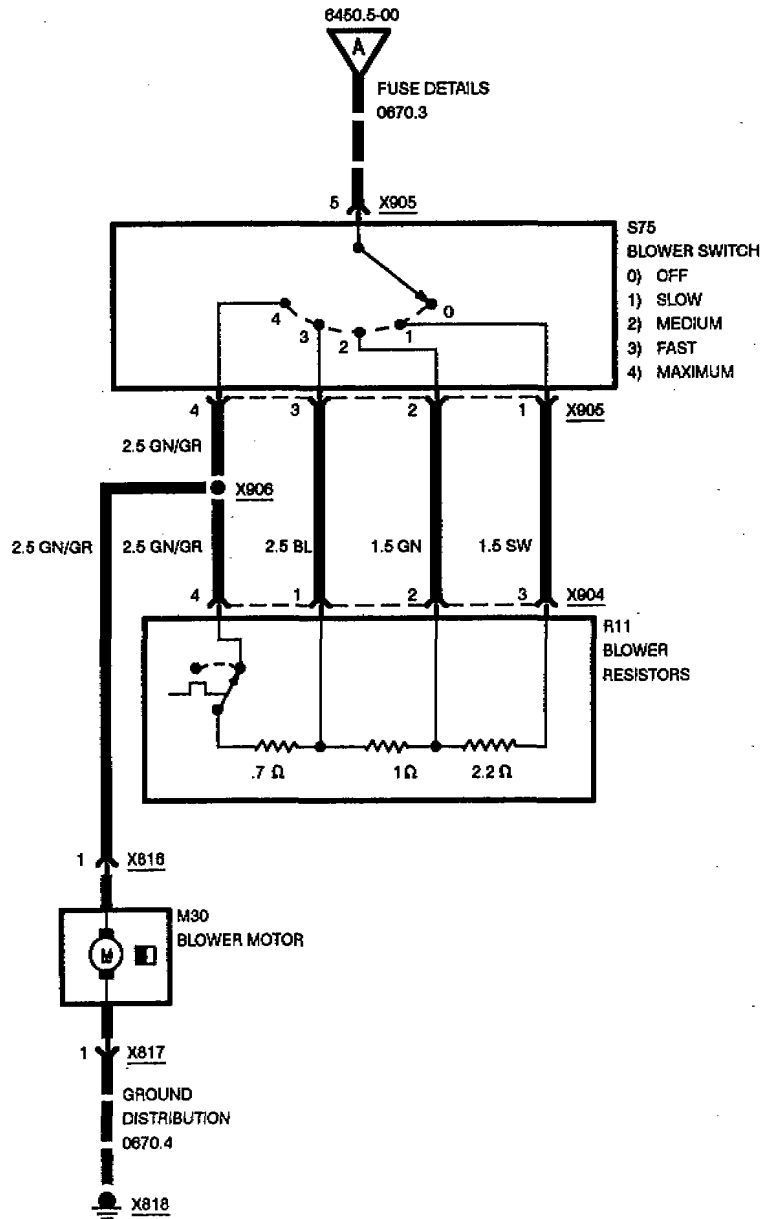 6450.5-00
A
FUSE DETAILS
0670.3
5 X905
S75
BLOWER SWITCH
0) OFF
1) SLOW
2) MEDIUM
3) FAST
4) MAXIMUM
4 3 2 1 0
4 3 2 1 X905
2.5 GN/GR
X906
2.5 GN/GR 2.5 GN/GR 2.5 BL 1.5 GN 1.5 SW
4 1 2 3 X904
R11
BLOWER
RESISTORS
.7 Ω 1Ω 2.2 Ω
1 X816
M30
BLOWER MOTOR
M
1 X817
GROUND
DISTRIBUTION
0670.4
X818